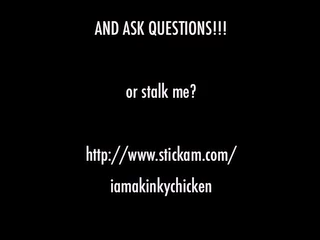 AND ASK QUESTIONS!!!
or stalk me?
http://www.stickam.com/
iamakinkychicken